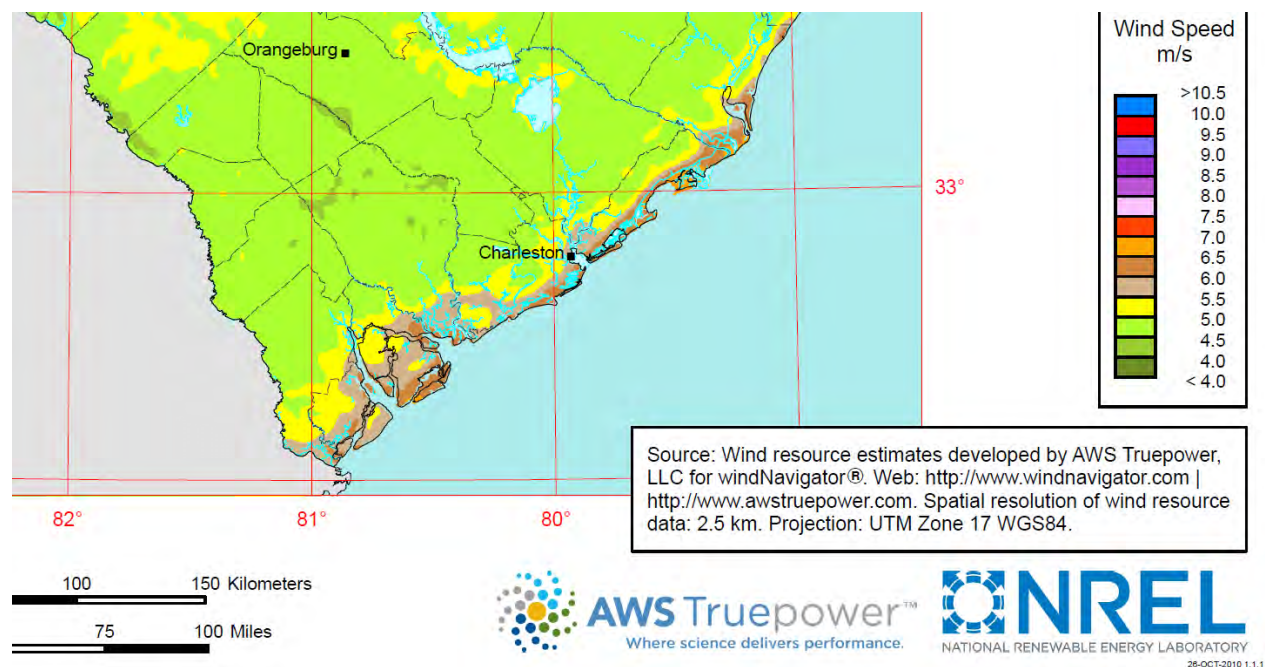 Wind Speed
m/s
>10.5
10.0
9.5
9.0
8.5
8.0
7.5
7.0
6.5
6.0
5.5
5.0
4.5
4.0
< 4.0
Orangeburg
33°
Charleston
Source: Wind resource estimates developed by AWS Truepower,
LLC for windNavigator®. Web: http://www.windnavigator.com |
http://www.awstruepower.com. Spatial resolution of wind resource
data: 2.5 km. Projection: UTM Zone 17 WGS84.
82°
81°
80°
100
150 Kilometers
75
100 Miles
AWS Truepower™
Where science delivers performance.
NREL
NATIONAL RENEWABLE ENERGY LABORATORY
26-OCT-2010 1.1.1